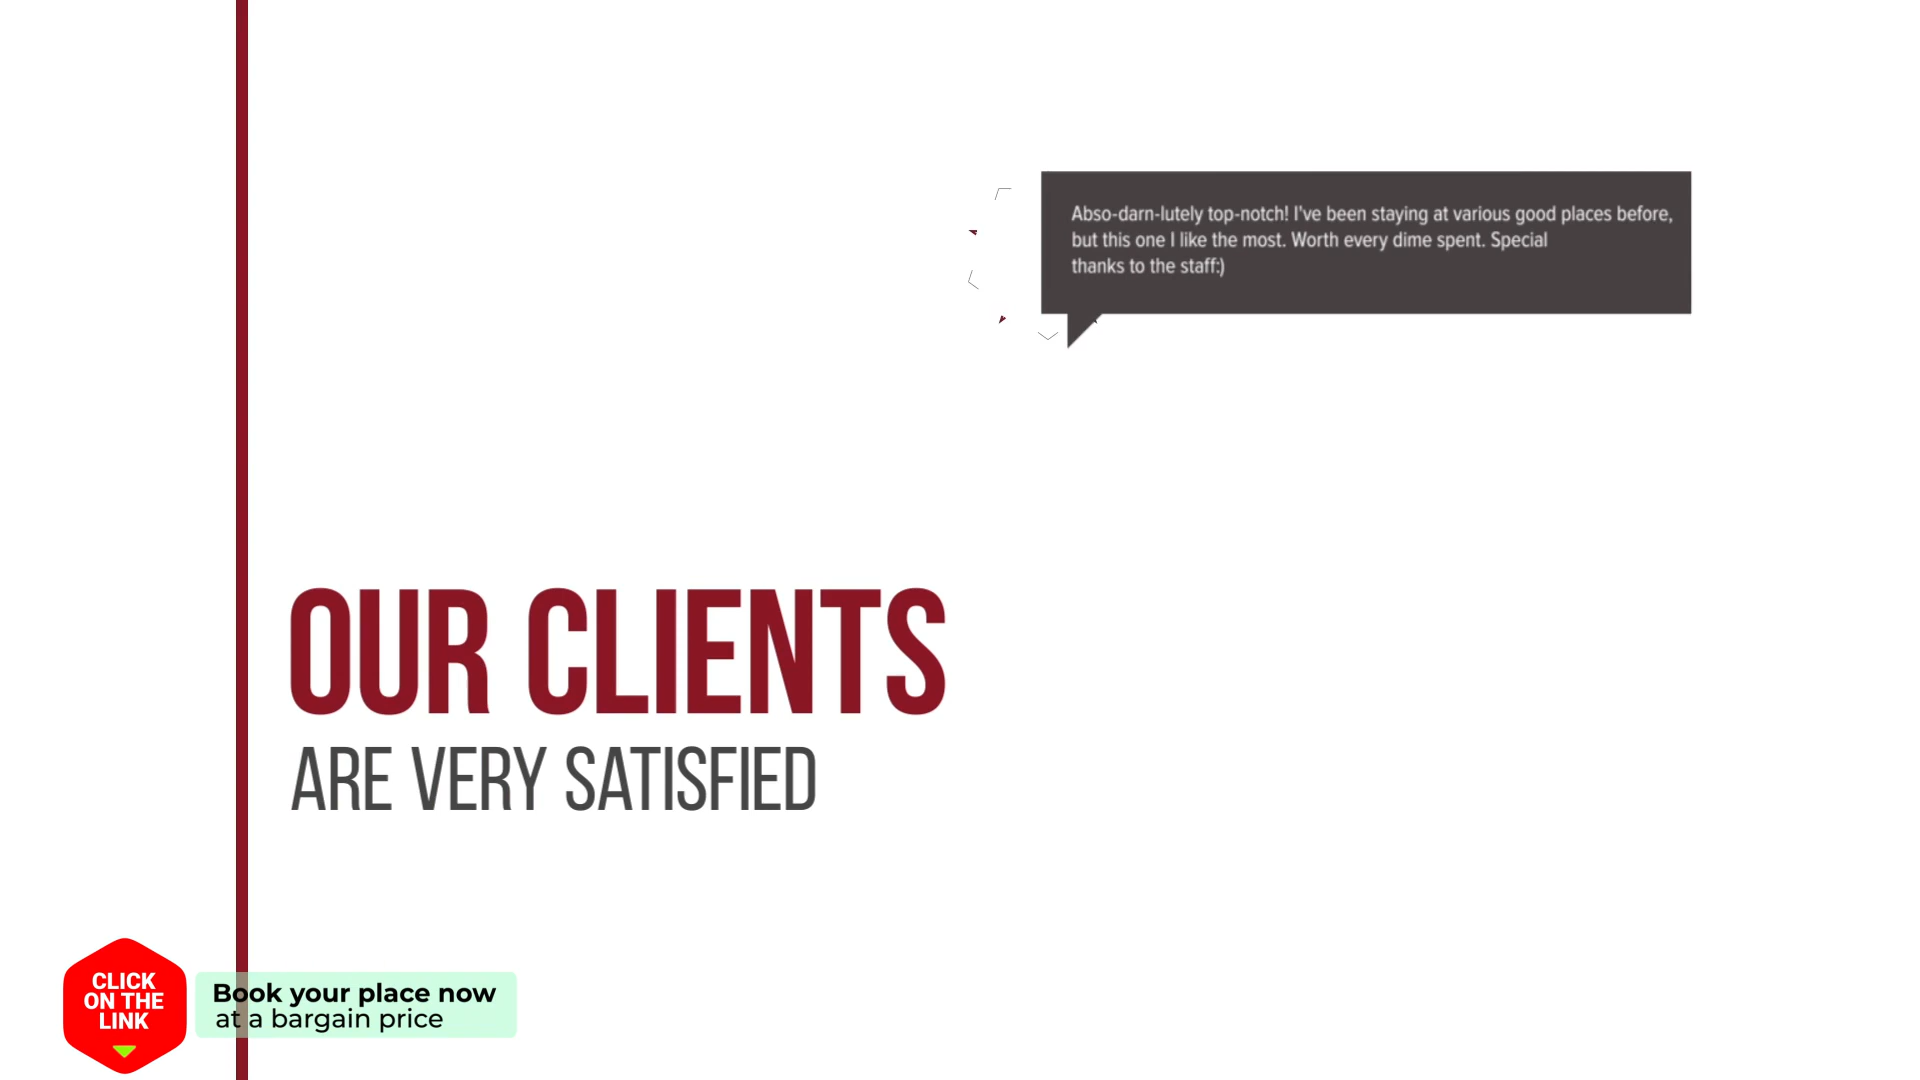 Abso-darn-lutely top-notch! I've been staying at various good places before,
but this one I like the most. Worth every dime spent. Special
thanks to the staff:)
OUR CLIENTS
ARE VERY SATISFIED
CLICK
ON THE
LINK
Book your place now
at a bargain price